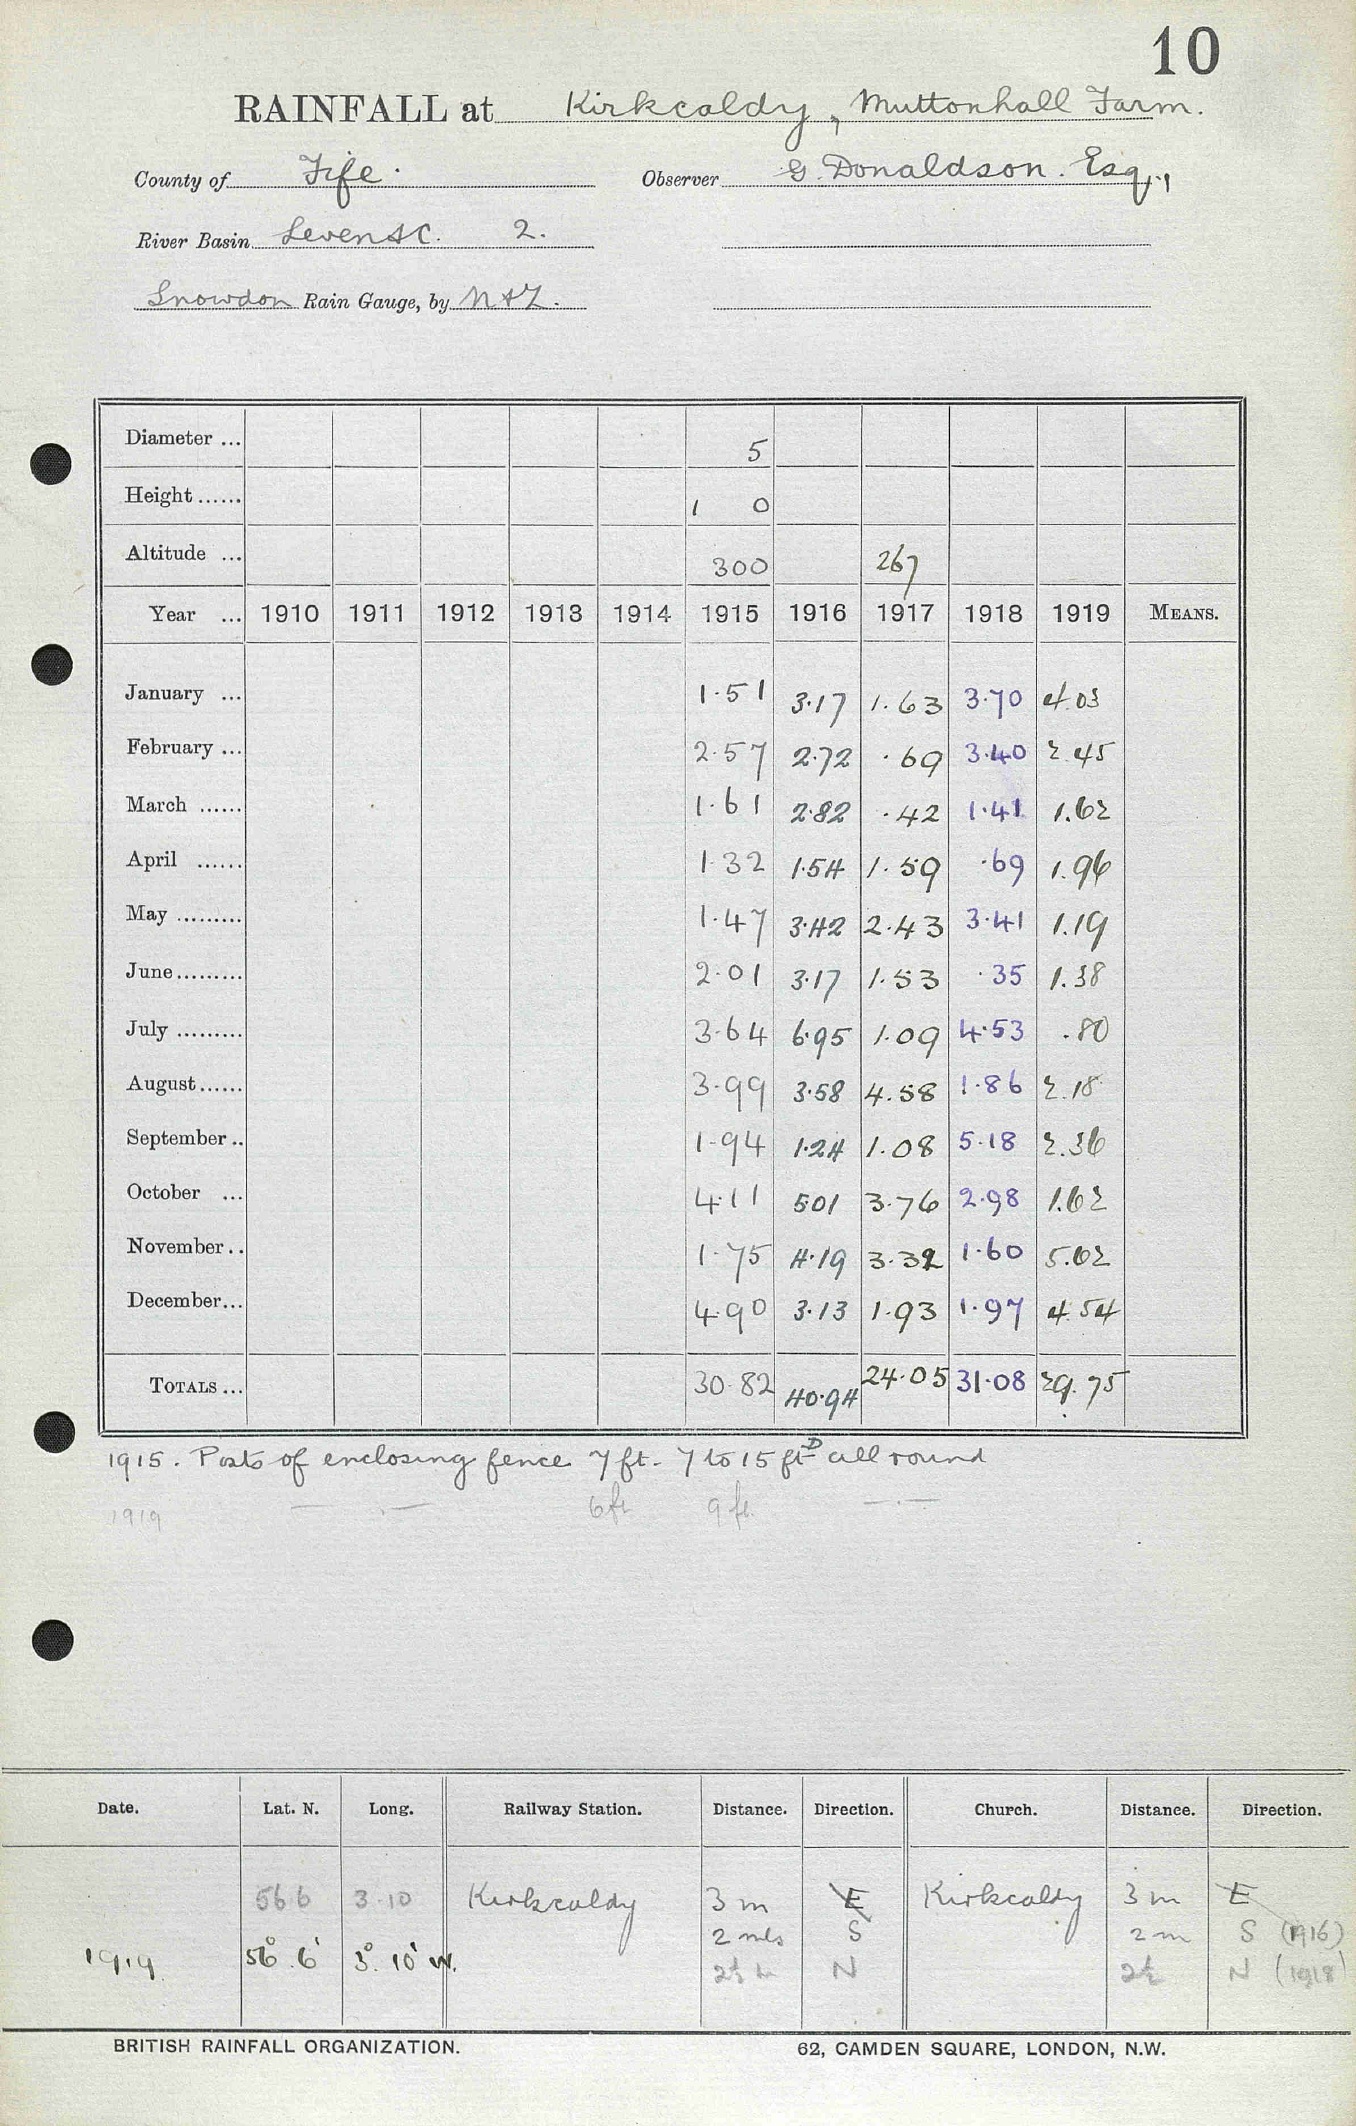 10
RAINFALL at Kirkcaldy, Muttonhall Farm.
County of Fife. Observer G. Donaldson. Esq.,
River Basin Leven &c. 2.
Snowdon Rain Gauge, by N & Z.
Diameter ... 5
Height ...... 1 0
Altitude ... 300 267
Year ... 1910 1911 1912 1913 1914 1915 1916 1917 1918 1919 MEANS.
January ... 1.51 3.17 1.63 3.70 4.03
February ... 2.57 2.72 .69 3.40 2.45
March ...... 1.61 2.82 .42 1.41 1.62
April ...... 1.32 1.54 1.59 .69 1.96
May ......... 1.47 3.42 2.43 3.41 1.19
June ......... 2.01 3.17 1.53 .35 1.38
July ......... 3.64 6.95 1.09 4.53 .80
August ...... 3.99 3.58 4.58 1.86 2.18
September .. 1.94 1.24 1.08 5.18 2.36
October ... 4.11 501 3.76 2.98 1.62
November .. 1.75 4.19 3.32 1.60 5.62
December ... 4.90 3.13 1.93 1.97 4.54
TOTALS ... 30.82 40.94 24.05 31.08 29.75
1915. Posts of enclosing fence 7 ft. 7 to 15 ft D all round
1919 — . — 6 ft 9 ft. — . —
Date. Lat. N. Long. Railway Station. Distance. Direction. Church. Distance. Direction.
56 6 3.10 Kirkcaldy 3 m E Kirkcaldy 3 m E
2 mls S 2 m S (1916)
1919 56° 6' 3° 10' W. 2½ m N 2½ N (1918)
BRITISH RAINFALL ORGANIZATION. 62, CAMDEN SQUARE, LONDON, N.W.